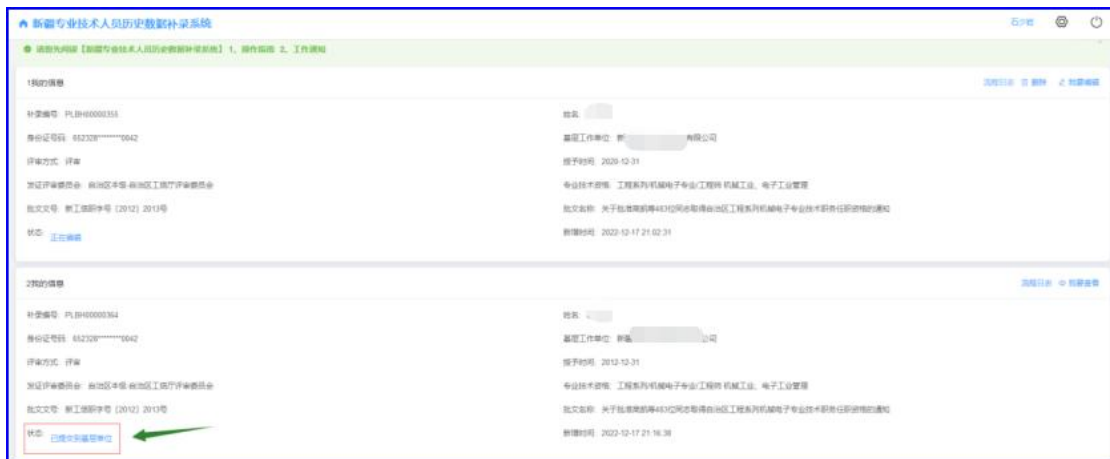 新疆专业技术人员历史数据补录系统
请您先阅读【新疆专业技术人员历史数据补录系统】 1、操作指南 2、工作通知
1我的信息 流程日志 删除 我要编辑
补录编号: PLBH00000355 姓名:
身份证号码: 652328********0042 基层工作单位: 新 有限公司
评审方式: 评审 授予时间: 2020-12-31
发证评审委员会: 自治区本级 自治区工信厅评审委员会 专业技术资格: 工程系列/机械电子专业/工程师 机械工业、电子工业管理
批文文号: 新工信职字号 (2012) 2013号 批文名称: 关于批准 等483位同志取得自治区工程系列机械电子专业技术职务任职资格的通知
状态: 正在编辑 新增时间: 2022-12-17 21:02:31
2我的信息 流程日志 我要查看
补录编号: PLBH00000364 姓名:
身份证号码: 652328********0042 基层工作单位: 新疆 公司
评审方式: 评审 授予时间: 2012-12-31
发证评审委员会: 自治区本级 自治区工信厅评审委员会 专业技术资格: 工程系列/机械电子专业/工程师 机械工业、电子工业管理
批文文号: 新工信职字号 (2012) 2013号 批文名称: 关于批准 等483位同志取得自治区工程系列机械电子专业技术职务任职资格的通知
状态: 已提交到基层单位 新增时间: 2022-12-17 21:16:38